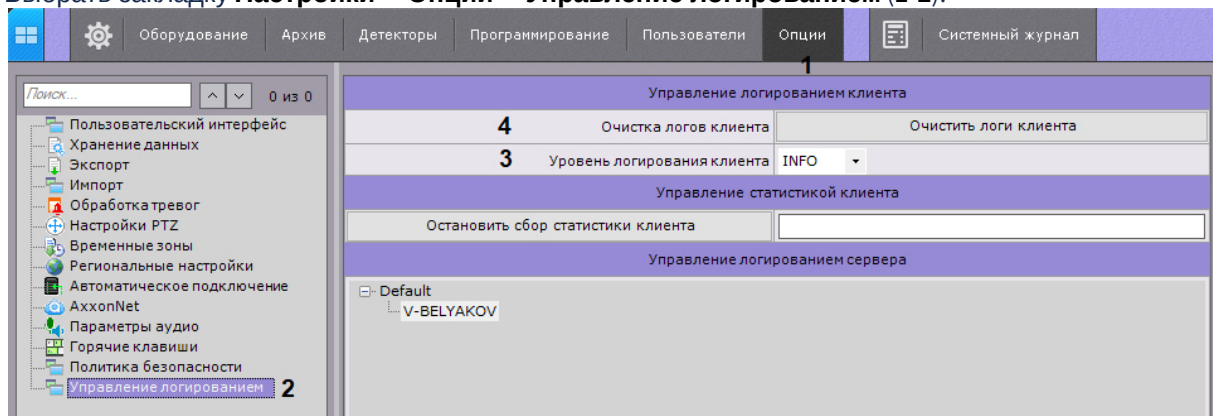 Выбрать закладку Настройки -> Опции -> Управление логированием (1-2).
Оборудование Архив Детекторы Программирование Пользователи Опции Системный журнал
1
Поиск... 0 из 0
Пользовательский интерфейс
Хранение данных
Экспорт
Импорт
Обработка тревог
Настройки PTZ
Временные зоны
Региональные настройки
Автоматическое подключение
AxxonNet
Параметры аудио
Горячие клавиши
Политика безопасности
Управление логированием 2
Управление логированием клиента
4 Очистка логов клиента Очистить логи клиента
3 Уровень логирования клиента INFO
Управление статистикой клиента
Остановить сбор статистики клиента
Управление логированием сервера
Default
V-BELYAKOV